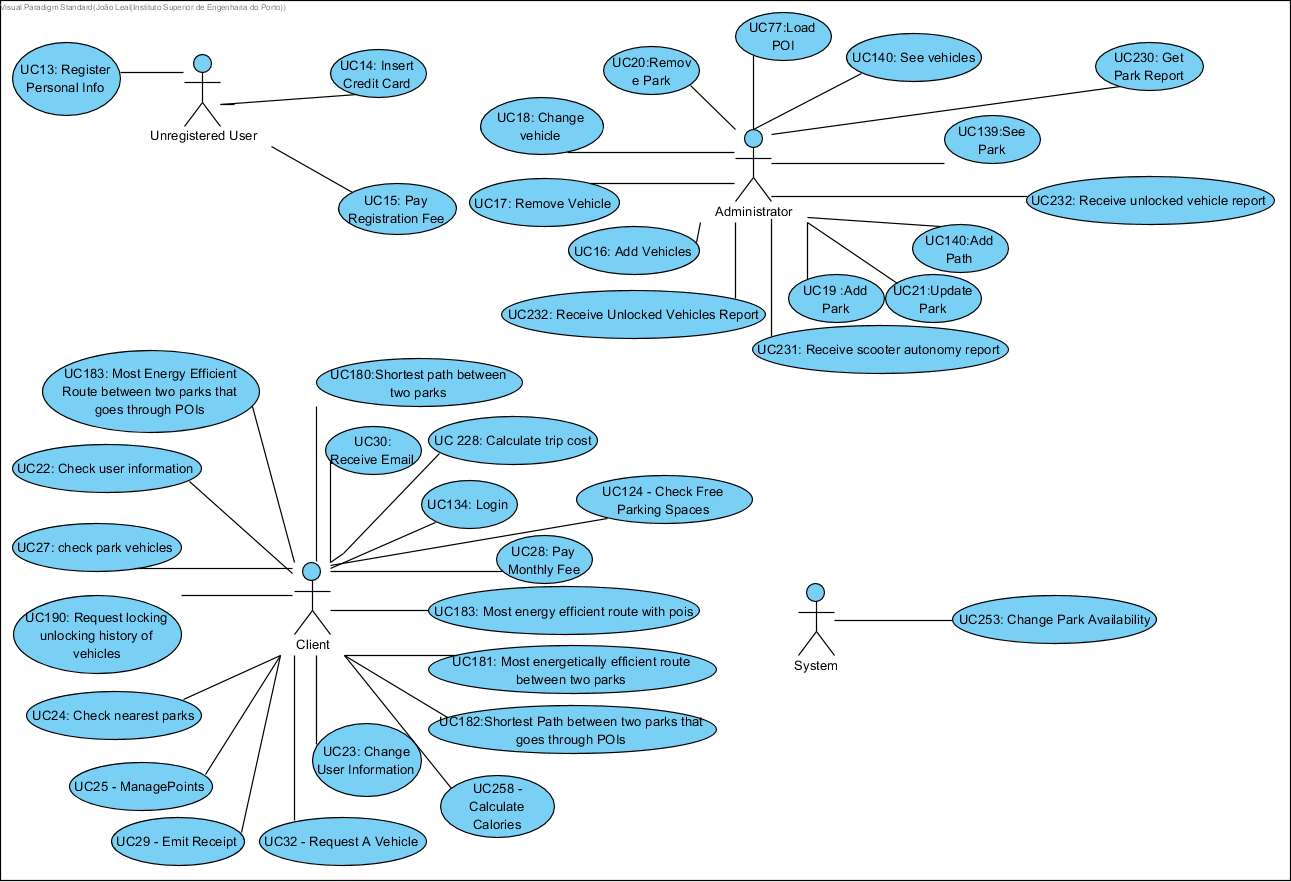 Visual Paradigm Standard(João Leal(Instituto Superior de Engenharia do Porto))
UC13: Register
Personal Info
UC14: Insert
Credit Card
Unregistered User
UC15: Pay
Registration Fee
UC77:Load
POI
UC20:Remov
e Park
UC140: See vehicles
UC230: Get
Park Report
UC18: Change
vehicle
UC139:See
Park
UC17: Remove Vehicle
Administrator
UC232: Receive unlocked vehicle report
UC16: Add Vehicles
UC140:Add
Path
UC19 :Add
Park
UC21:Update
Park
UC232: Receive Unlocked Vehicles Report
UC231: Receive scooter autonomy report
UC183: Most Energy Efficient
Route between two parks that
goes through POIs
UC180:Shortest path between
two parks
UC30:
Receive Email
UC 228: Calculate trip cost
UC22: Check user information
UC134: Login
UC124 - Check Free
Parking Spaces
UC27: check park vehicles
UC28: Pay
Monthly Fee
UC190: Request locking
unlocking history of
vehicles
UC183: Most energy efficient route with pois
Client
UC253: Change Park Availability
System
UC181: Most energetically efficient route
between two parks
UC24: Check nearest parks
UC182:Shortest Path between two parks that
goes through POIs
UC23: Change
User Information
UC25 - ManagePoints
UC258 -
Calculate
Calories
UC29 - Emit Receipt
UC32 - Request A Vehicle